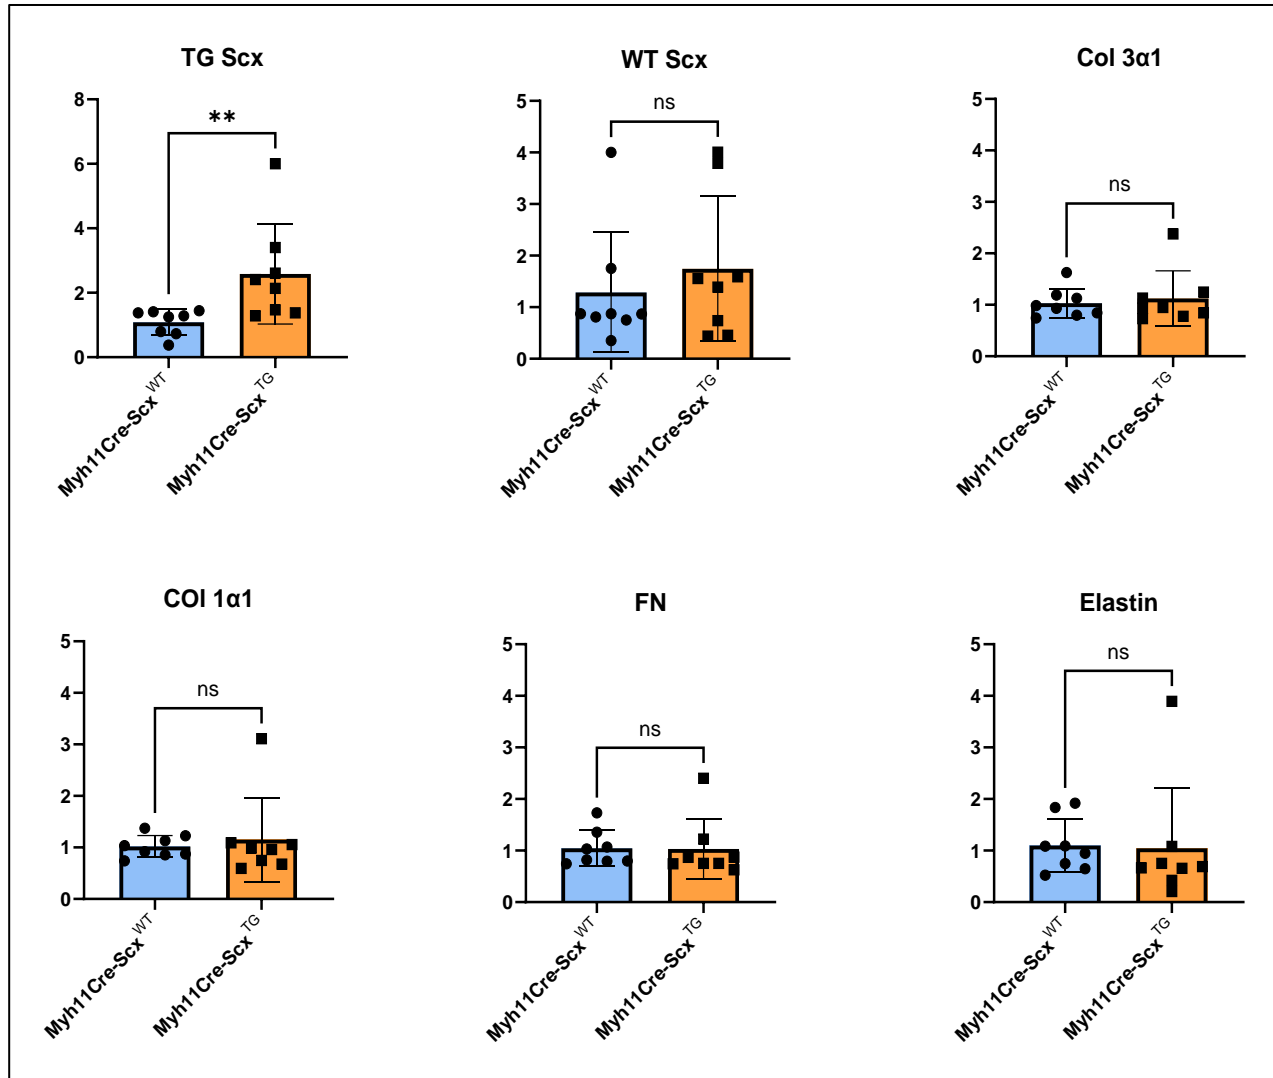 TG Scx
8
6
4
2
0
**
Myh11Cre-Scx^WT
Myh11Cre-Scx^TG
WT Scx
5
4
3
2
1
0
ns
Myh11Cre-Scx^WT
Myh11Cre-Scx^TG
Col 3α1
5
4
3
2
1
0
ns
Myh11Cre-Scx^WT
Myh11Cre-Scx^TG
COl 1α1
5
4
3
2
1
0
ns
Myh11Cre-Scx^WT
Myh11Cre-Scx^TG
FN
5
4
3
2
1
0
ns
Myh11Cre-Scx^WT
Myh11Cre-Scx^TG
Elastin
5
4
3
2
1
0
ns
Myh11Cre-Scx^WT
Myh11Cre-Scx^TG